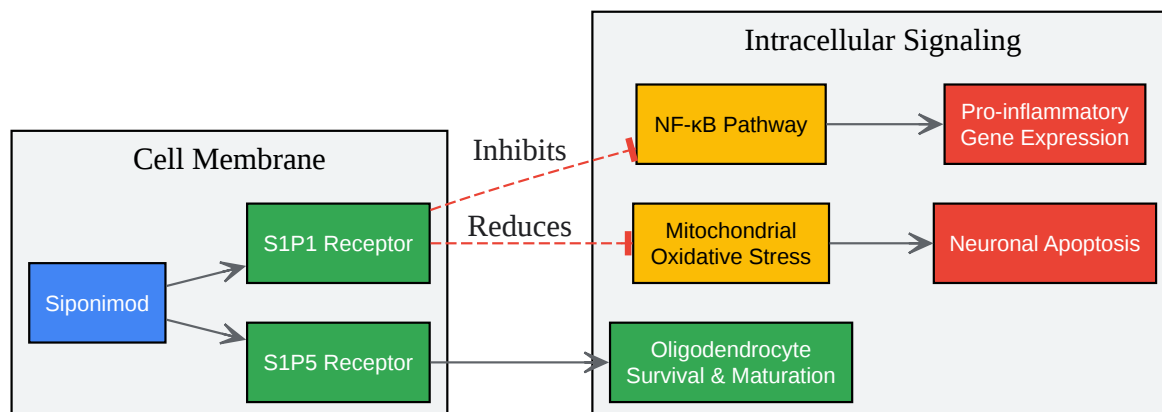 Cell Membrane
Siponimod
S1P1 Receptor
S1P5 Receptor
Inhibits
Reduces
Intracellular Signaling
NF-κB Pathway
Pro-inflammatory
Gene Expression
Mitochondrial
Oxidative Stress
Neuronal Apoptosis
Oligodendrocyte
Survival & Maturation